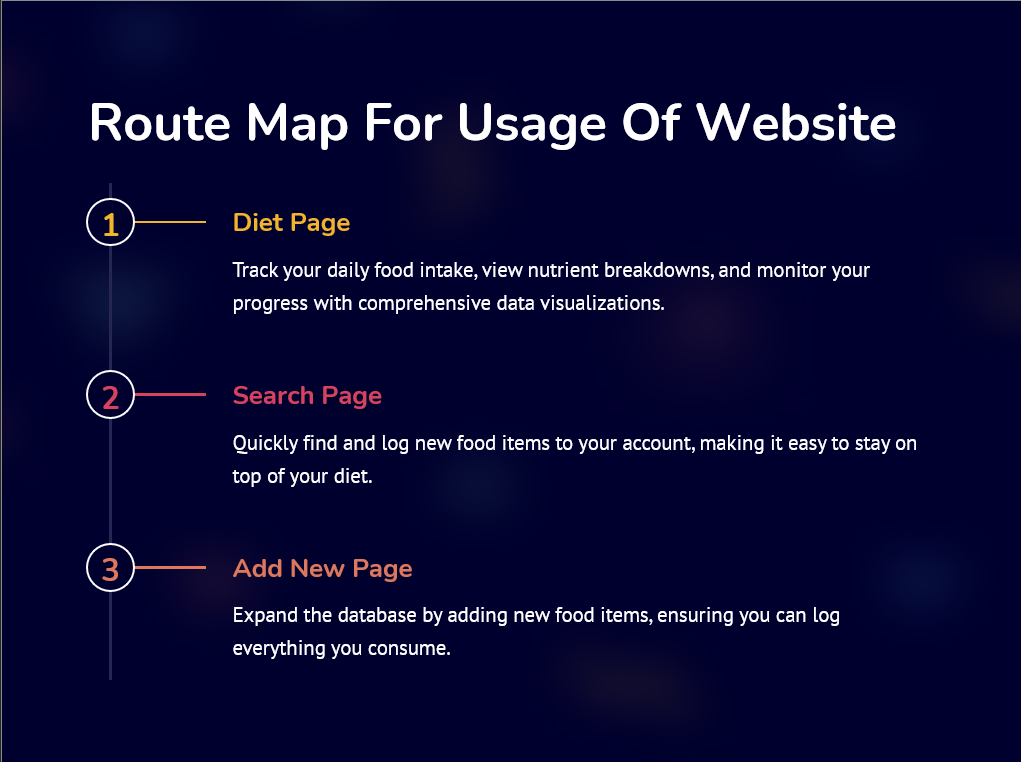 Route Map For Usage Of Website
1
Diet Page
Track your daily food intake, view nutrient breakdowns, and monitor your
progress with comprehensive data visualizations.
2
Search Page
Quickly find and log new food items to your account, making it easy to stay on
top of your diet.
3
Add New Page
Expand the database by adding new food items, ensuring you can log
everything you consume.